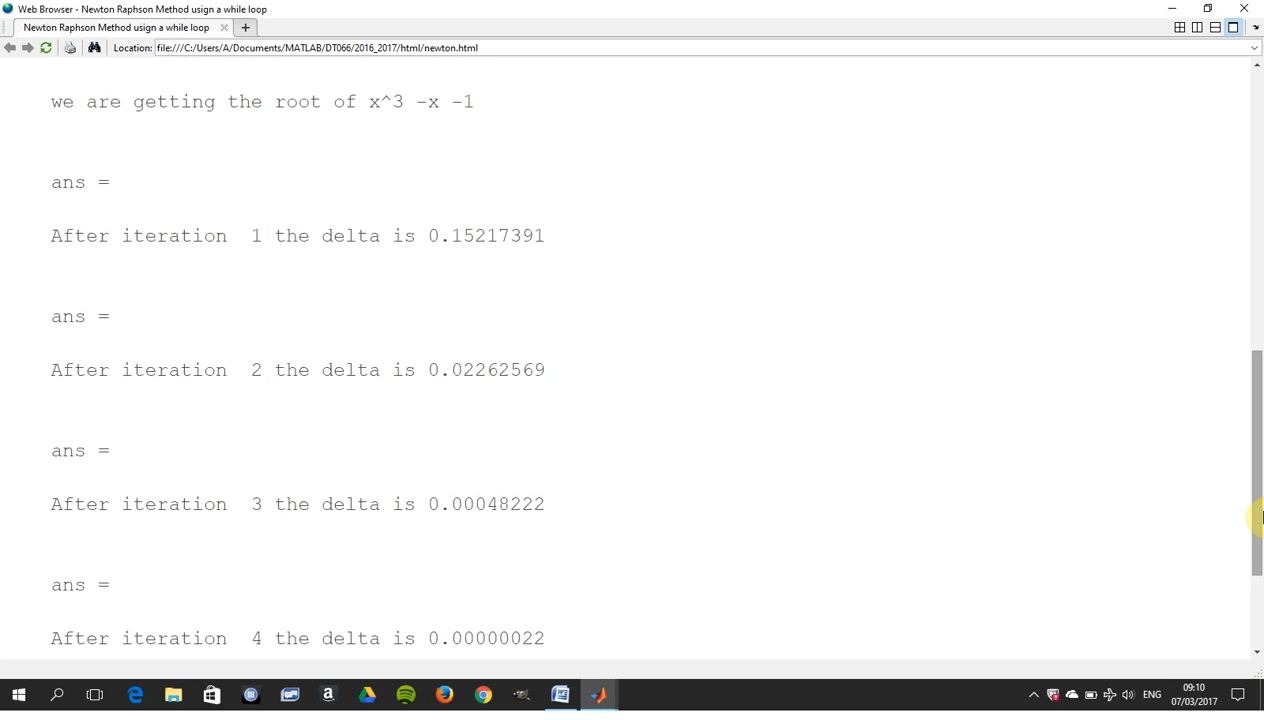 Web Browser - Newton Raphson Method usign a while loop
Newton Raphson Method usign a while loop
Location: file:///C:/Users/A/Documents/MATLAB/DT066/2016_2017/html/newton.html
we are getting the root of x^3 -x -1
ans =
After iteration  1 the delta is 0.15217391
ans =
After iteration  2 the delta is 0.02262569
ans =
After iteration  3 the delta is 0.00048222
ans =
After iteration  4 the delta is 0.00000022
ENG
09:10
07/03/2017